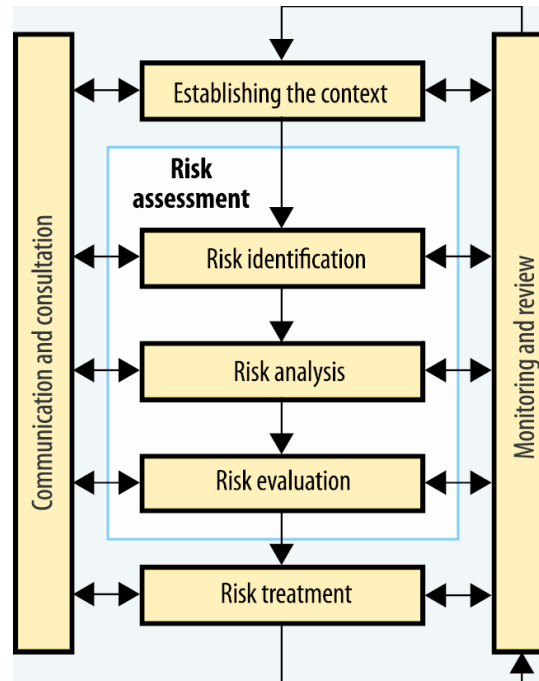 Establishing the context
Risk
assessment
Risk identification
Risk analysis
Risk evaluation
Risk treatment
Communication and consultation
Monitoring and review